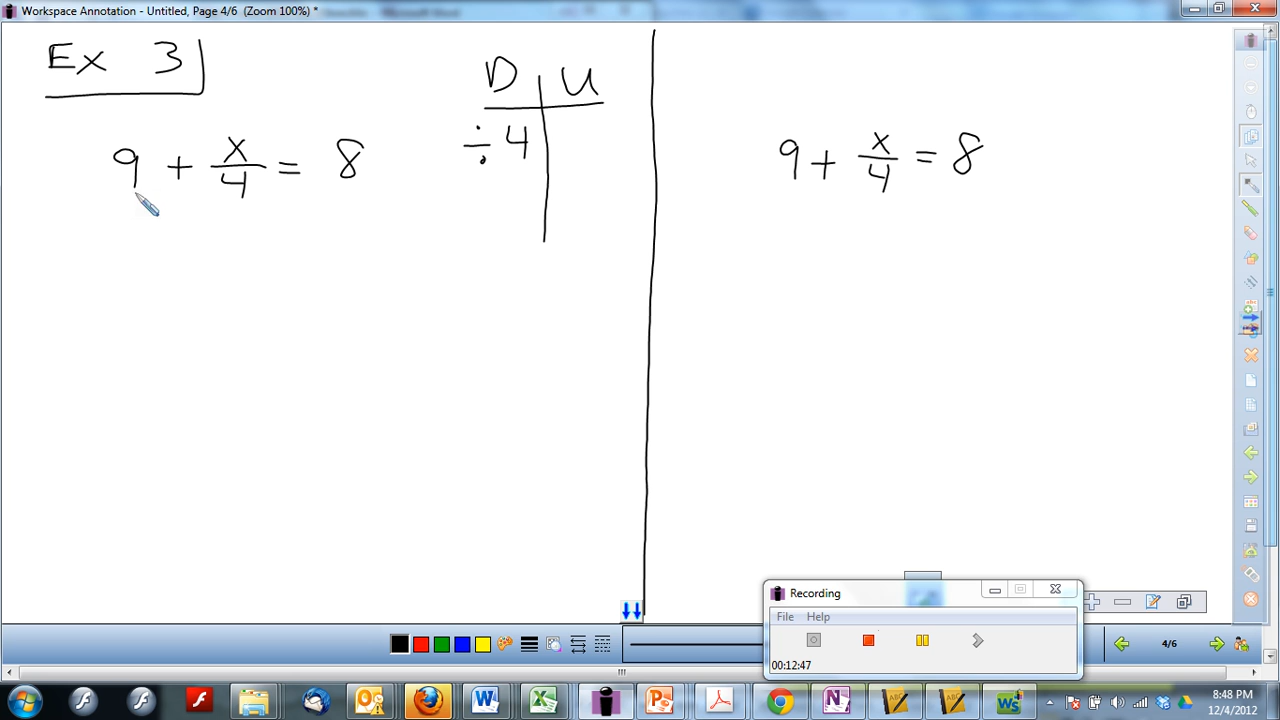 Workspace Annotation - Untitled, Page 4/6 (Zoom 100%) *
Ex 3
D | U
÷ 4
9 + x/4 = 8
9 + x/4 = 8
Recording
File Help
00:12:47
4/6
8:48 PM
12/4/2012